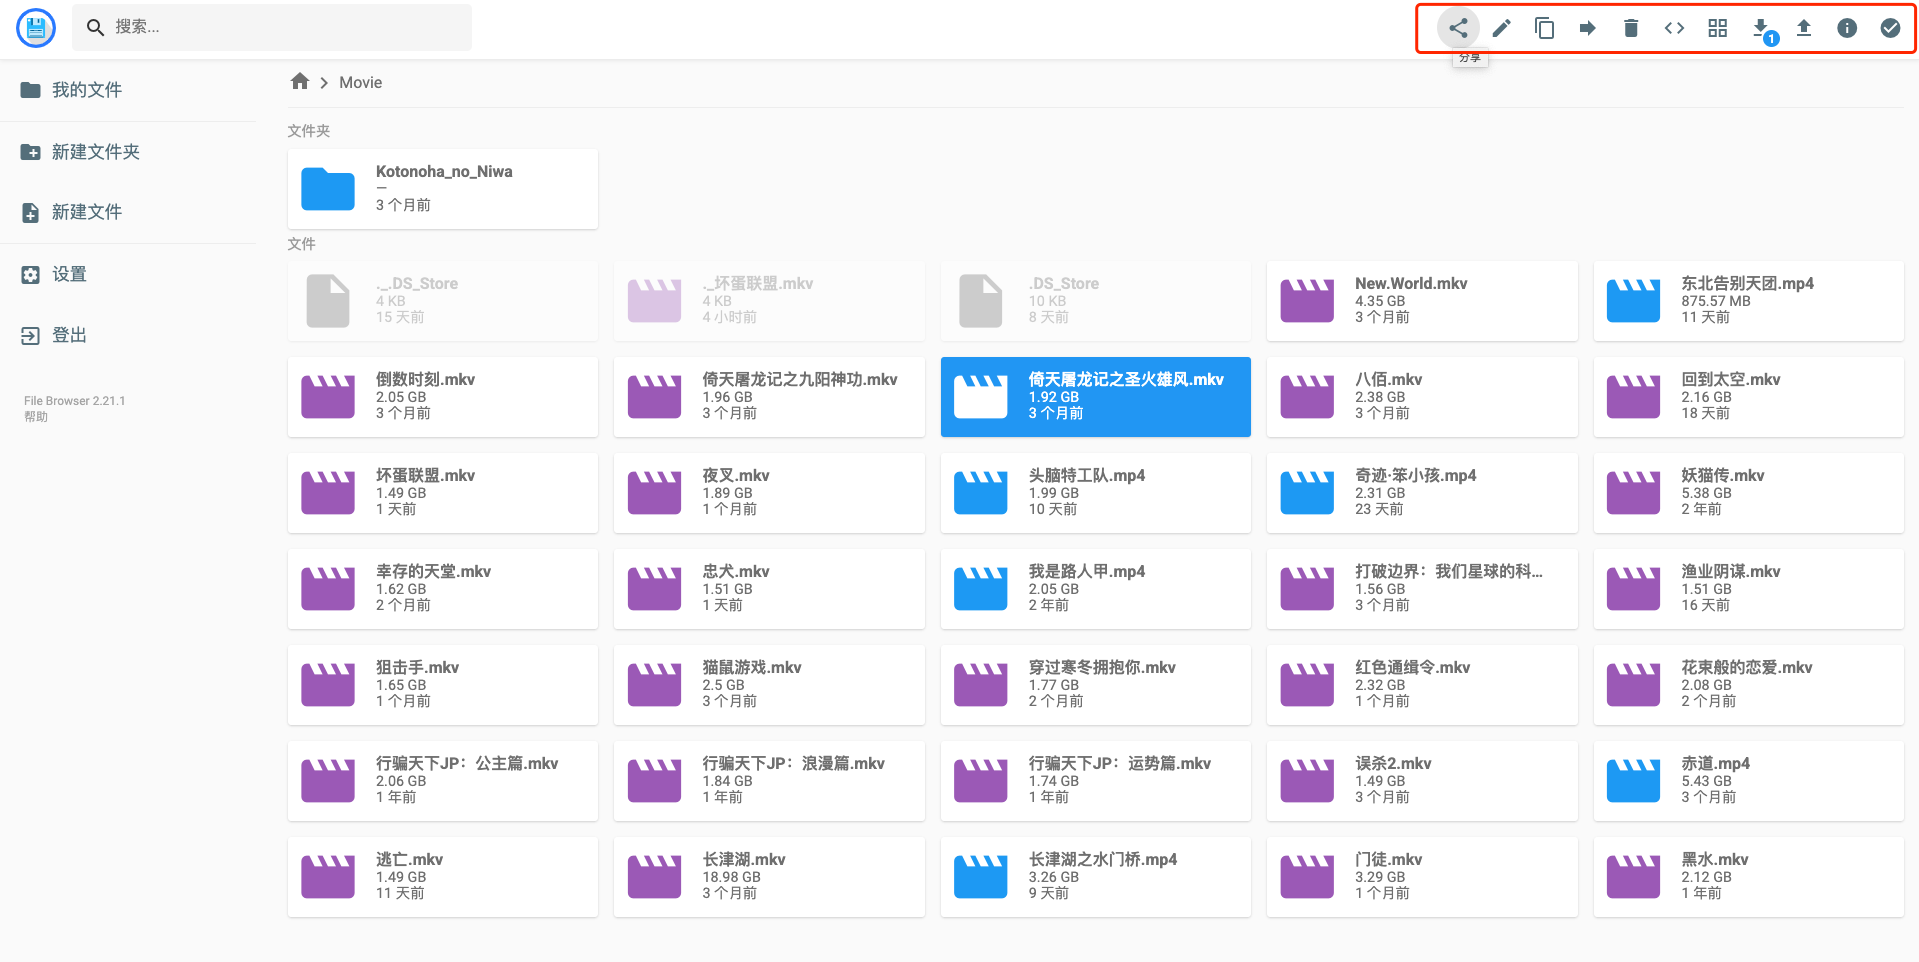 搜索...
1
分享
我的文件
新建文件夹
新建文件
设置
登出
File Browser 2.21.1
帮助
Movie
文件夹
Kotonoha_no_Niwa
—
3 个月前
文件
._.DS_Store
4 KB
15 天前
._坏蛋联盟.mkv
4 KB
4 小时前
.DS_Store
10 KB
8 天前
New.World.mkv
4.35 GB
3 个月前
东北告别天团.mp4
875.57 MB
11 天前
倒数时刻.mkv
2.05 GB
3 个月前
倚天屠龙记之九阳神功.mkv
1.96 GB
3 个月前
倚天屠龙记之圣火雄风.mkv
1.92 GB
3 个月前
八佰.mkv
2.38 GB
3 个月前
回到太空.mkv
2.16 GB
18 天前
坏蛋联盟.mkv
1.49 GB
1 天前
夜叉.mkv
1.89 GB
1 个月前
头脑特工队.mp4
1.99 GB
10 天前
奇迹·笨小孩.mp4
2.31 GB
23 天前
妖猫传.mkv
5.38 GB
2 年前
幸存的天堂.mkv
1.62 GB
2 个月前
忠犬.mkv
1.51 GB
1 天前
我是路人甲.mp4
2.05 GB
2 年前
打破边界：我们星球的科...
1.56 GB
3 个月前
渔业阴谋.mkv
1.51 GB
16 天前
狙击手.mkv
1.65 GB
1 个月前
猫鼠游戏.mkv
2.5 GB
3 个月前
穿过寒冬拥抱你.mkv
1.77 GB
2 个月前
红色通缉令.mkv
2.32 GB
1 个月前
花束般的恋爱.mkv
2.08 GB
2 个月前
行骗天下JP：公主篇.mkv
2.06 GB
1 年前
行骗天下JP：浪漫篇.mkv
1.84 GB
1 年前
行骗天下JP：运势篇.mkv
1.74 GB
1 年前
误杀2.mkv
1.49 GB
3 个月前
赤道.mp4
5.43 GB
3 个月前
逃亡.mkv
1.49 GB
11 天前
长津湖.mkv
18.98 GB
3 个月前
长津湖之水门桥.mp4
3.26 GB
9 天前
门徒.mkv
3.29 GB
1 个月前
黑水.mkv
2.12 GB
1 年前